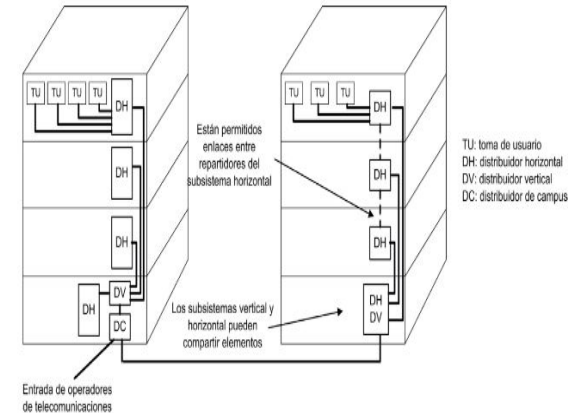 TU TU TU TU
DH
DH
DH
DH
DV
DC
Entrada de operadores
de telecomunicaciones
Están permitidos
enlaces entre
repartidores del
subsistema horizontal
Los subsistemas vertical y
horizontal pueden
compartir elementos
TU TU TU
DH
DH
DH
DH
DV
TU: toma de usuario
DH: distribuidor horizontal
DV: distribuidor vertical
DC: distribuidor de campus